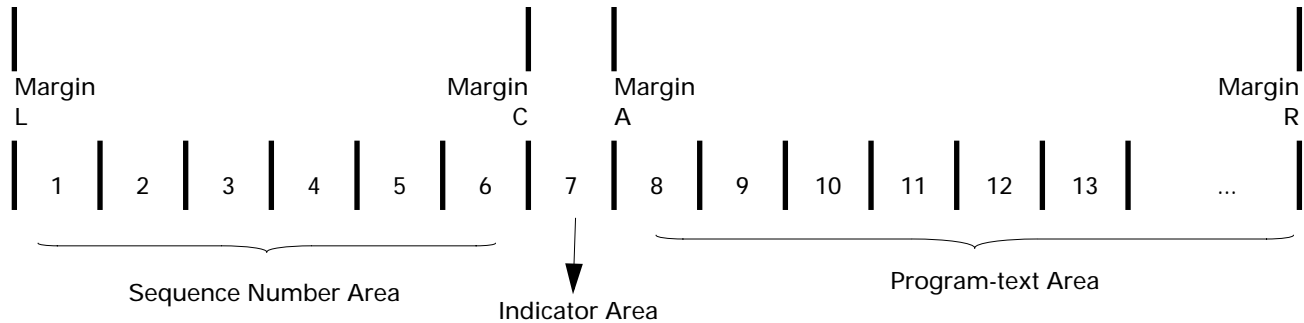 Margin Margin Margin Margin
L C A R
1 2 3 4 5 6 7 8 9 10 11 12 13 ...
Sequence Number Area
Indicator Area
Program-text Area